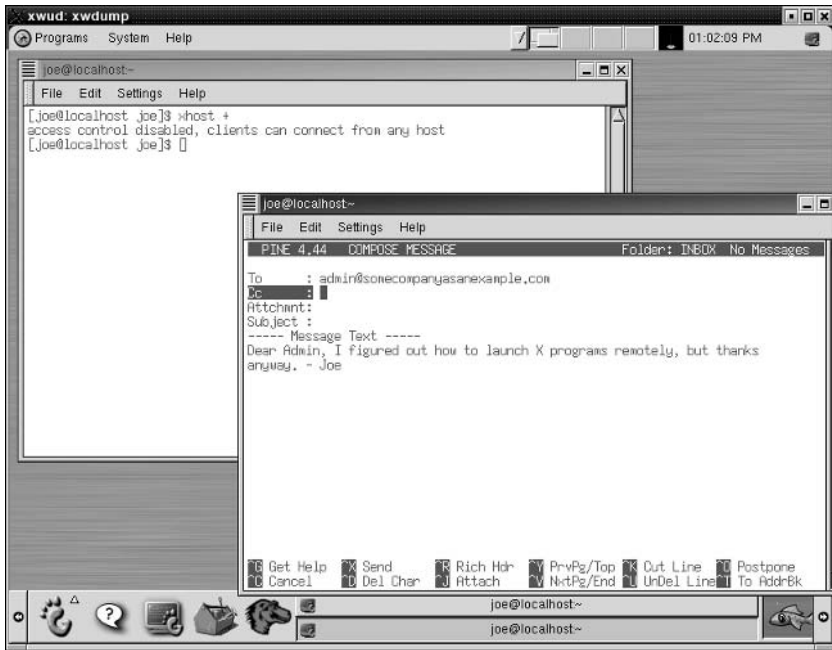 xwud: xwdump
Programs System Help 01:02:09 PM
joe@localhost:~
File Edit Settings Help
[joe@localhost joe]$ xhost +
access control disabled, clients can connect from any host
[joe@localhost joe]$ []
joe@localhost:~
File Edit Settings Help
PINE 4.44 COMPOSE MESSAGE Folder: INBOX No Messages
To : admin@somecompanyasanexample.com
Cc :
Attchmnt:
Subject :
----- Message Text -----
Dear Admin, I figured out how to launch X programs remotely, but thanks
anyway. - Joe
^G Get Help ^X Send ^R Rich Hdr ^Y PrvPg/Top ^K Cut Line ^O Postpone
^C Cancel ^D Del Char ^J Attach ^V NxtPg/End ^U UnDel Line ^T To AddrBk
joe@localhost:~
joe@localhost:~